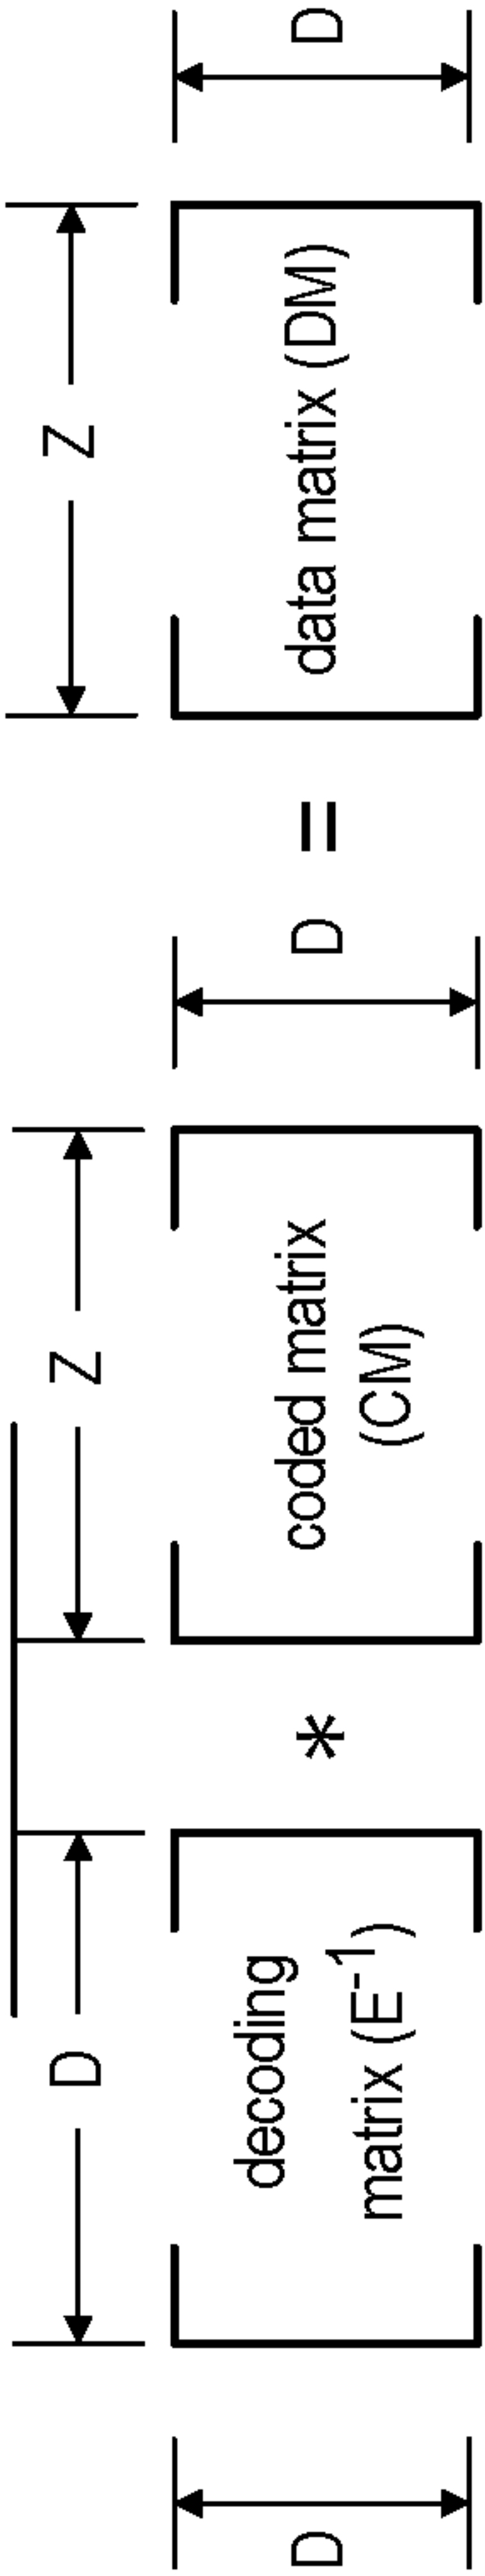 D
Z
Z
D
decoding
matrix (E-1)
*
coded matrix
(CM)
D
=
data matrix (DM)
D